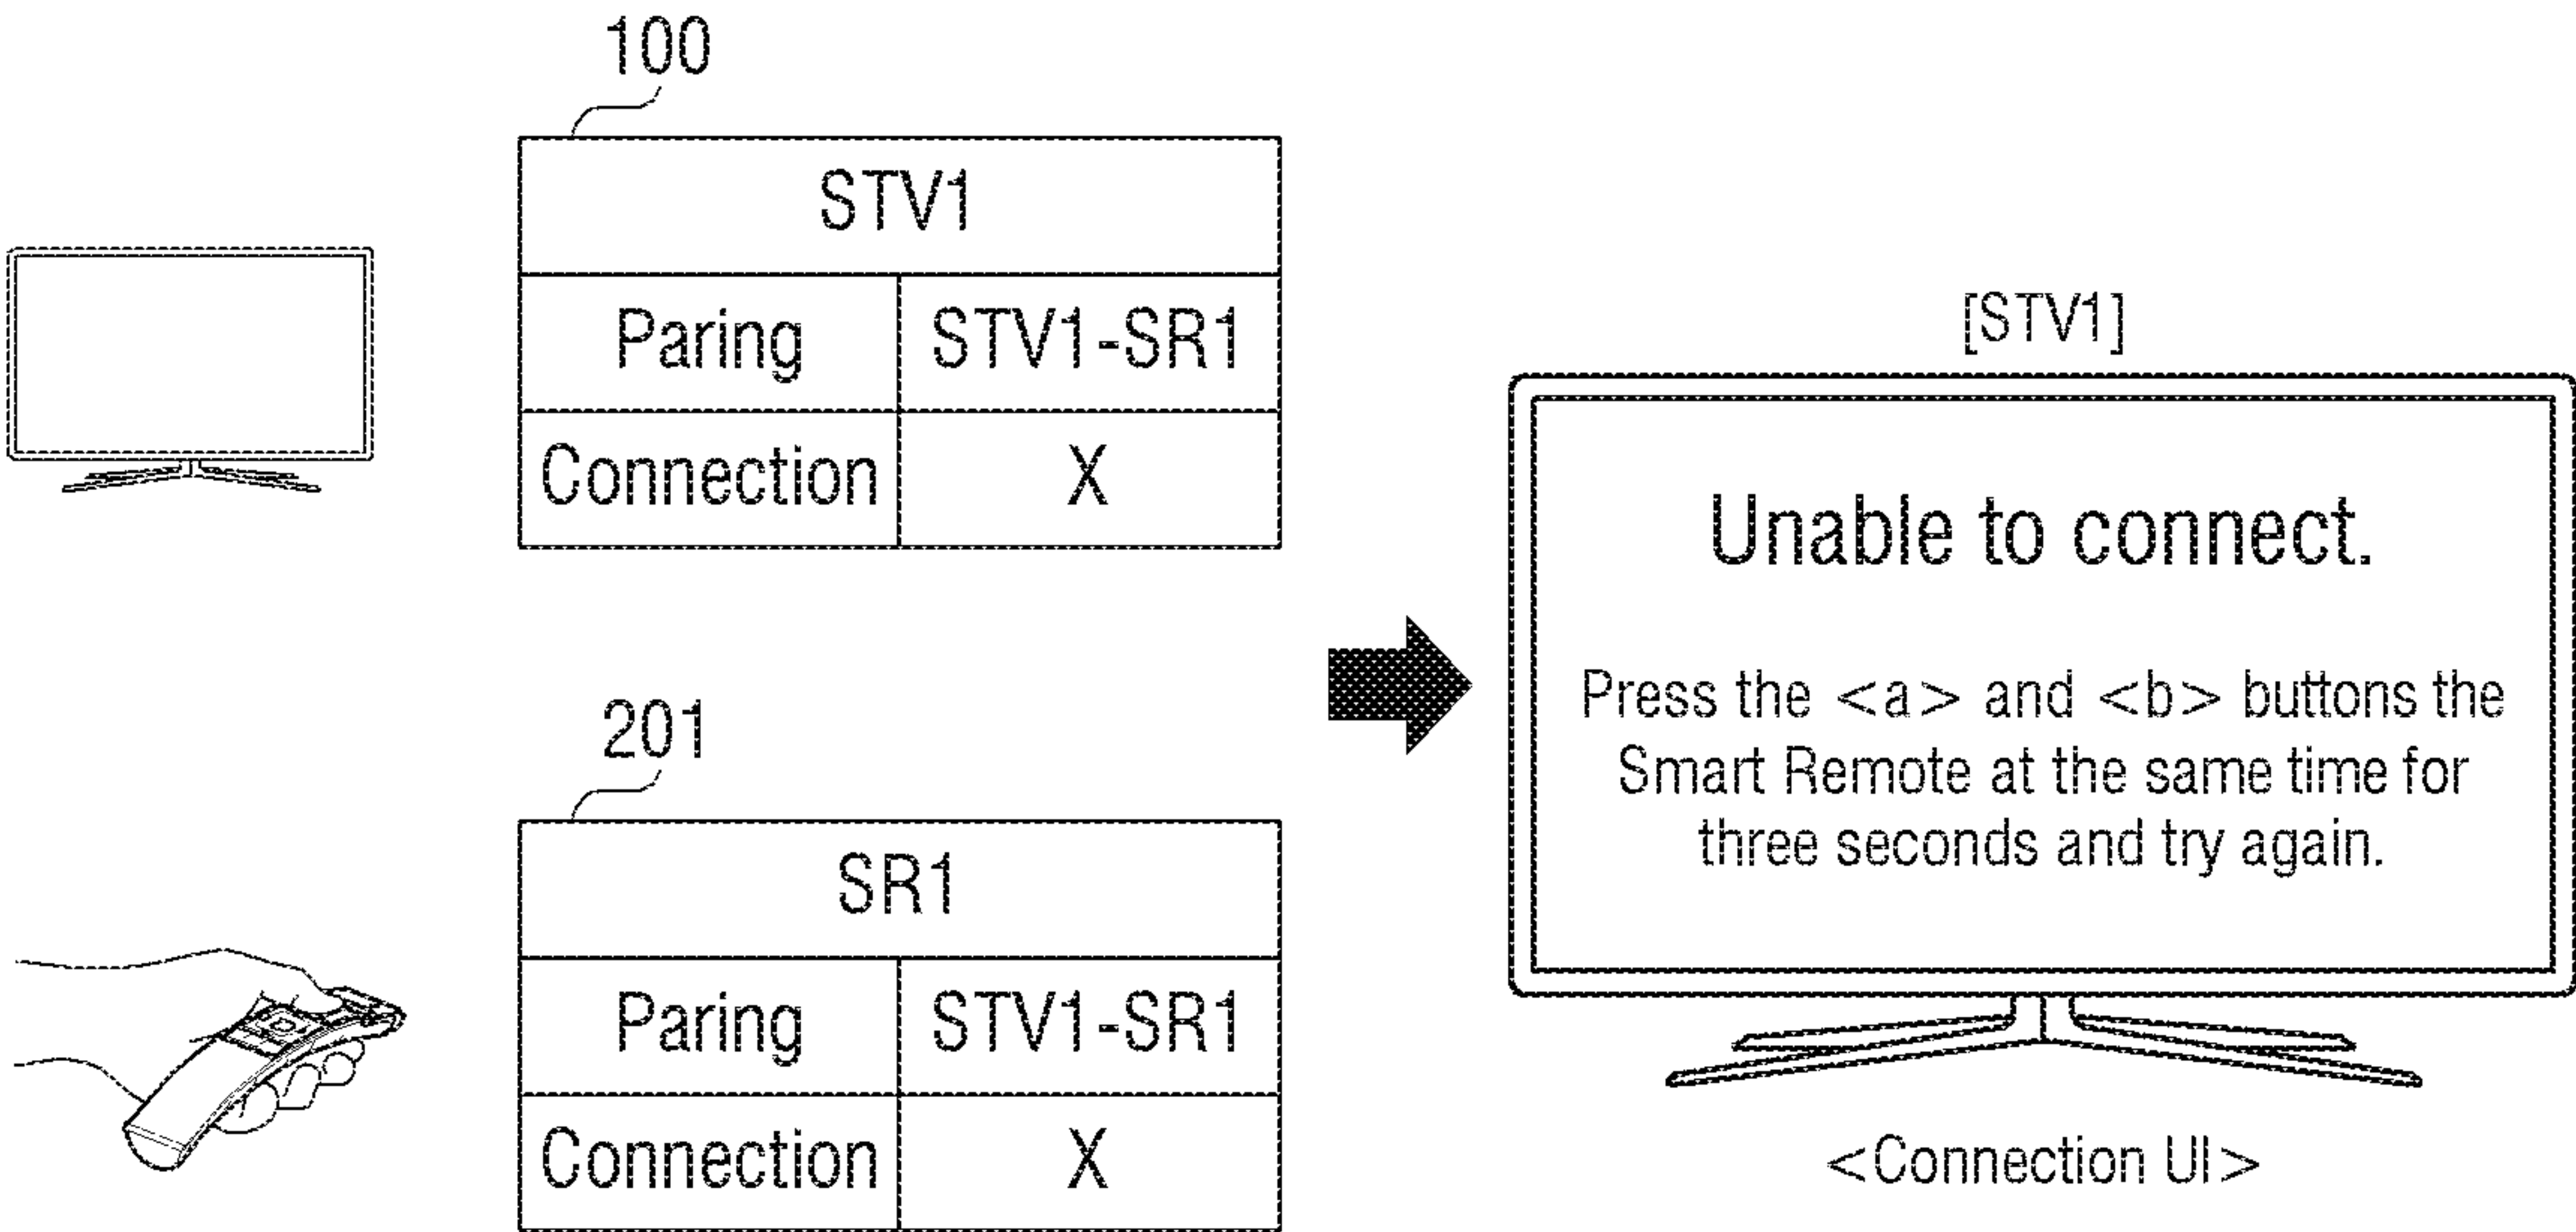 100
STV1
Paring STV1-SR1
Connection X
201
SR1
Paring STV1-SR1
Connection X
[STV1]
Unable to connect.
Press the <a> and <b> buttons the
Smart Remote at the same time for
three seconds and try again.
<Connection UI>